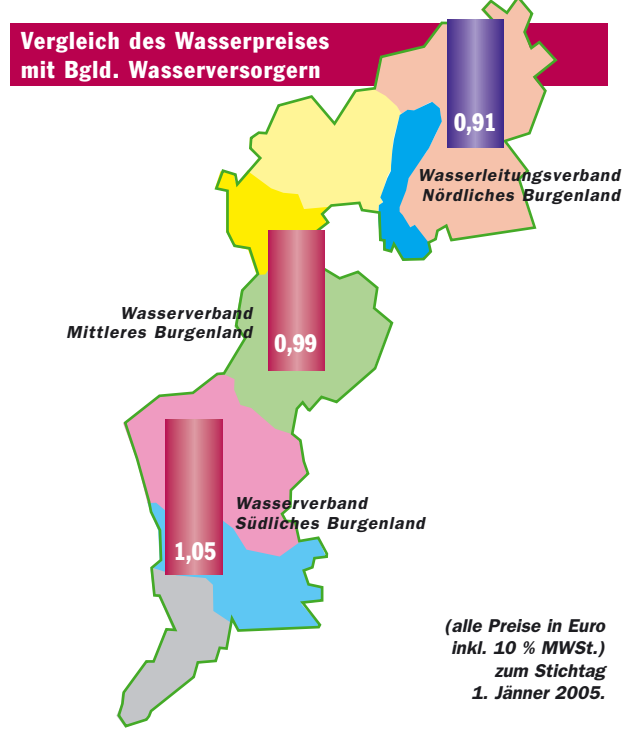 Vergleich des Wasserpreises
mit Bgld. Wasserversorgern
0,91
Wasserleitungsverband
Nördliches Burgenland
Wasserverband
Mittleres Burgenland
0,99
Wasserverband
Südliches Burgenland
1,05
(alle Preise in Euro
inkl. 10 % MWSt.)
zum Stichtag
1. Jänner 2005.